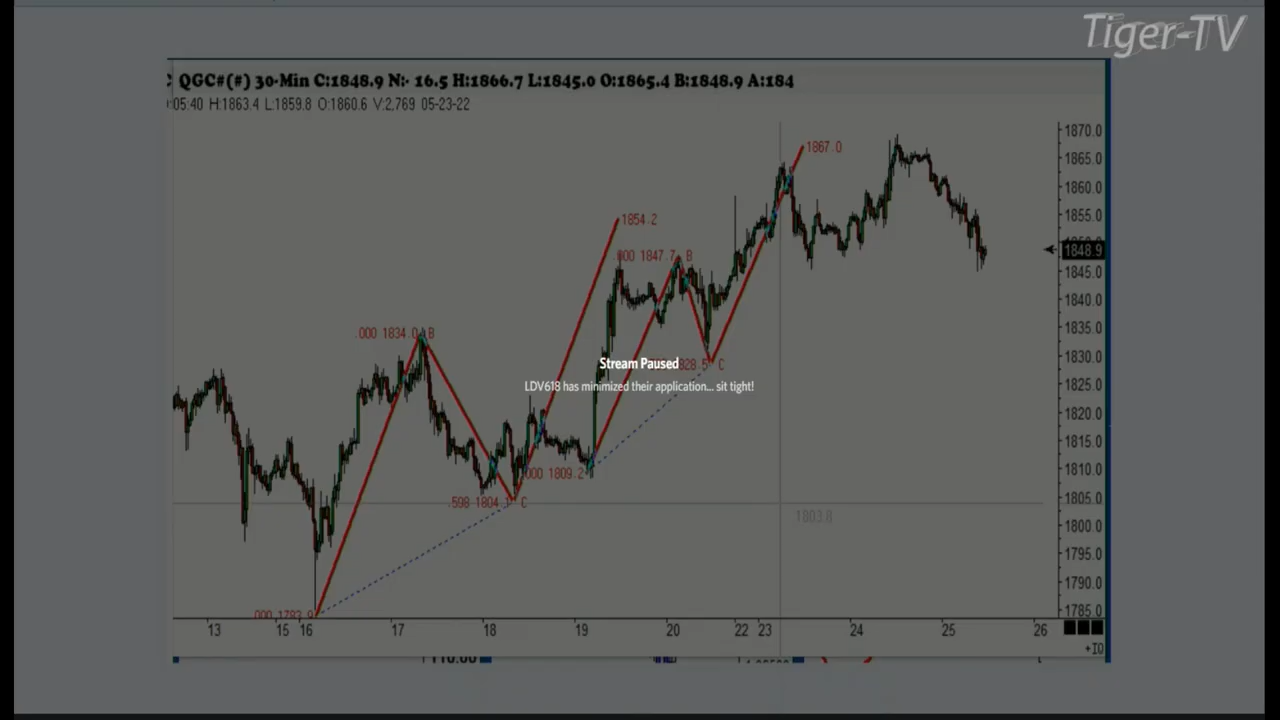 Tiger-TV
QGC#(#) 30-Min C:1848.9 N:- 16.5 H:1866.7 L:1845.0 O:1865.4 B:1848.9 A:184
:05:40 H:1863.4 L:1859.8 O:1860.6 V:2,769 05-23-22
1870.0
1867.0
1865.0
1860.0
1854.2
1855.0
.000 1847.7 B
1848.9
1845.0
1840.0
.000 1834.0 B
1835.0
1830.0
Stream Paused
828.5 C
LDV618 has minimized their application... sit tight!
1825.0
1820.0
1815.0
.000 1809.2
1810.0
.598 1804.1 C
1805.0
1803.8
1800.0
1795.0
1790.0
1785.0
13 15 16 17 18 19 20 22 23 24 25 26
+10